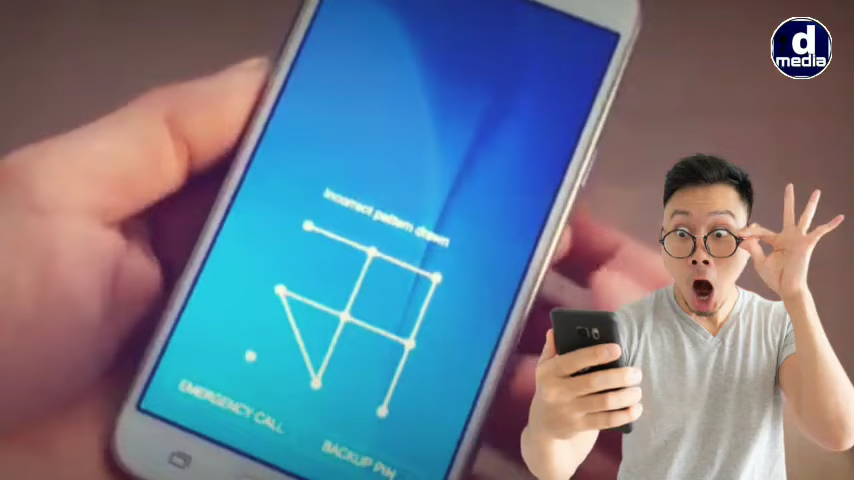 d
media
Incorrect pattern drawn
EMERGENCY CALL
BACKUP PIN